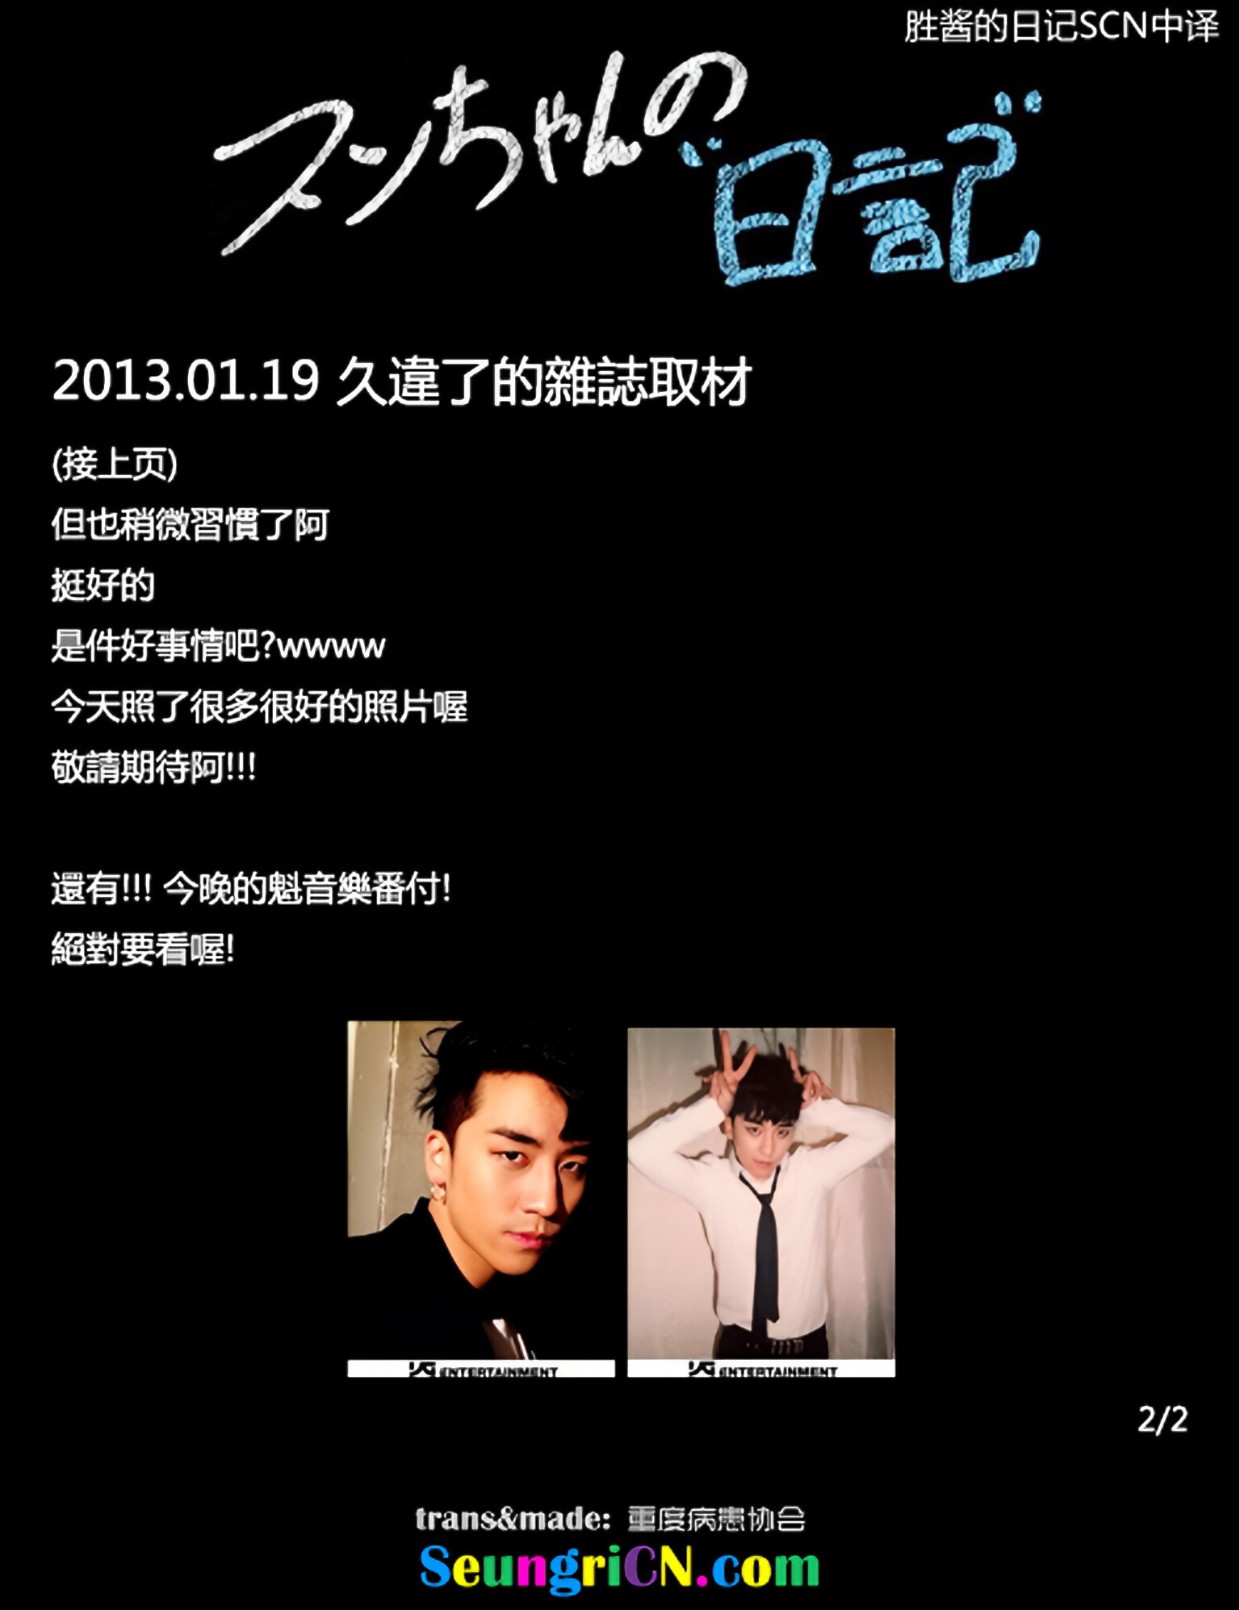 胜酱的日记SCN中译
スンちゃんの
"日記"
2013.01.19 久違了的雜誌取材
(接上页)
但也稍微習慣了阿
挺好的
是件好事情吧?wwww
今天照了很多很好的照片喔
敬請期待阿!!!
還有!!! 今晚的魁音樂番付!
絕對要看喔!
YG ENTERTAINMENT
YG ENTERTAINMENT
2/2
trans&made: 重度病患协会
SeungriCN.com